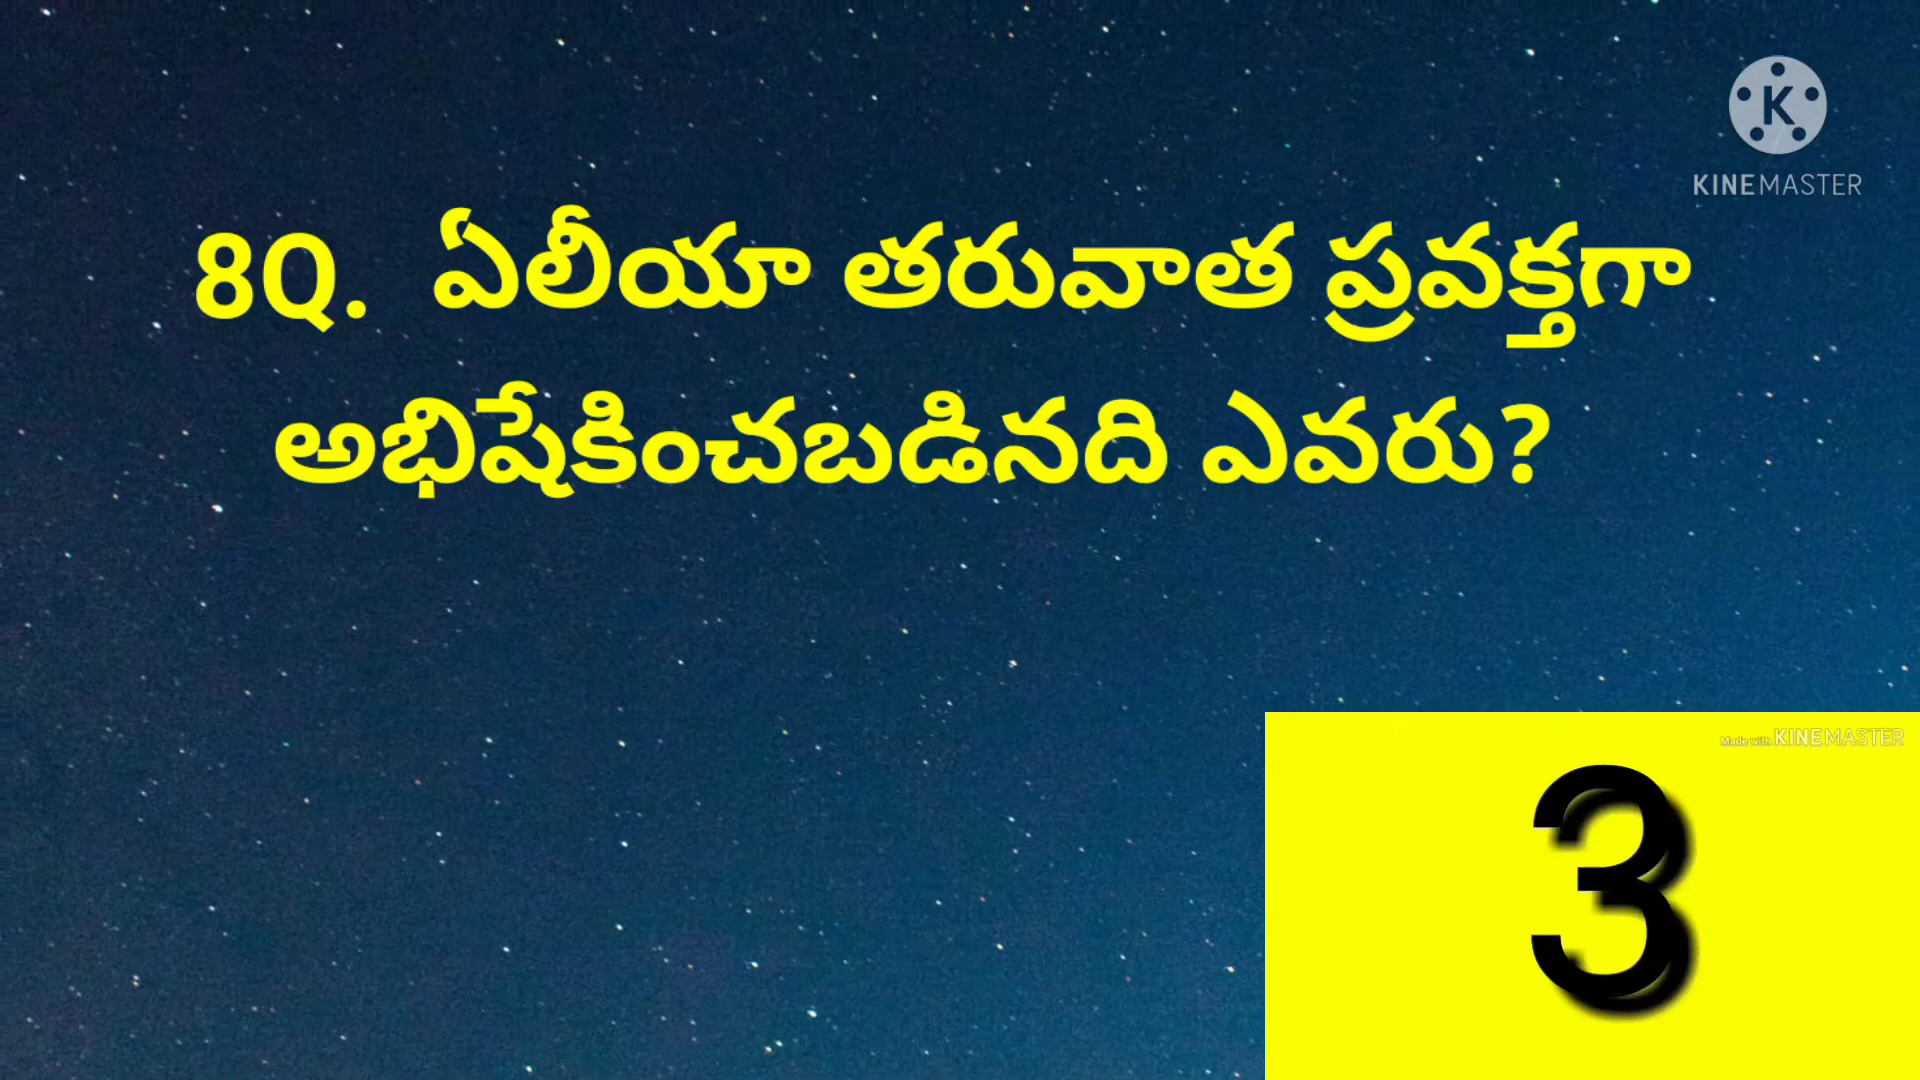 K
KINEMASTER
8Q. ఏలీయా తరువాత ప్రవక్తగా
అభిషేకించబడినది ఎవరు?
Made with KINEMASTER
3